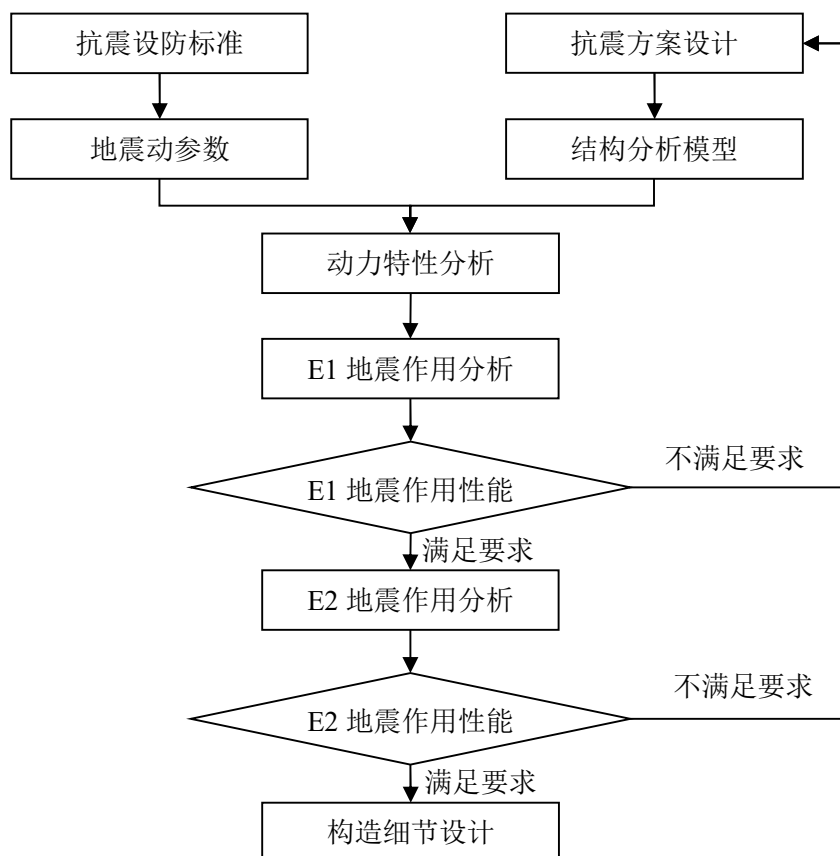 抗震设防标准
抗震方案设计
地震动参数
结构分析模型
动力特性分析
E1 地震作用分析
不满足要求
E1 地震作用性能
满足要求
E2 地震作用分析
不满足要求
E2 地震作用性能
满足要求
构造细节设计